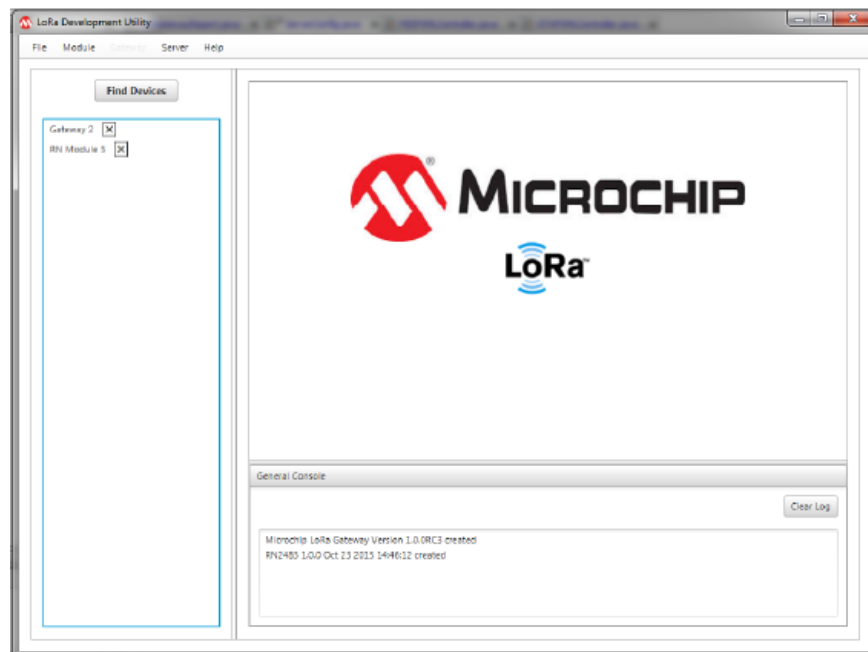 LoRa Development Utility
File Module Gateway Server Help
Find Devices
Gateway 2
RN Module 5
MICROCHIP
®
LoRa™
General Console
Clear Log
Microchip LoRa Gateway Version 1.0.0RC3 created
RN2483 1.0.0 Oct 23 2015 14:46:12 created